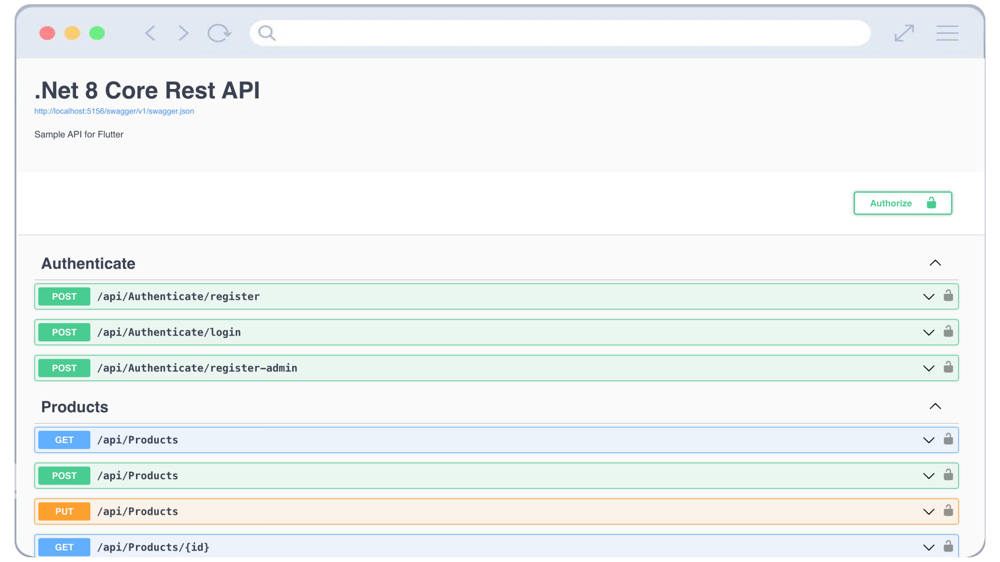 .Net 8 Core Rest API
http://localhost:5156/swagger/v1/swagger.json
Sample API for Flutter
Authorize
Authenticate
POST /api/Authenticate/register
POST /api/Authenticate/login
POST /api/Authenticate/register-admin
Products
GET /api/Products
POST /api/Products
PUT /api/Products
GET /api/Products/{id}